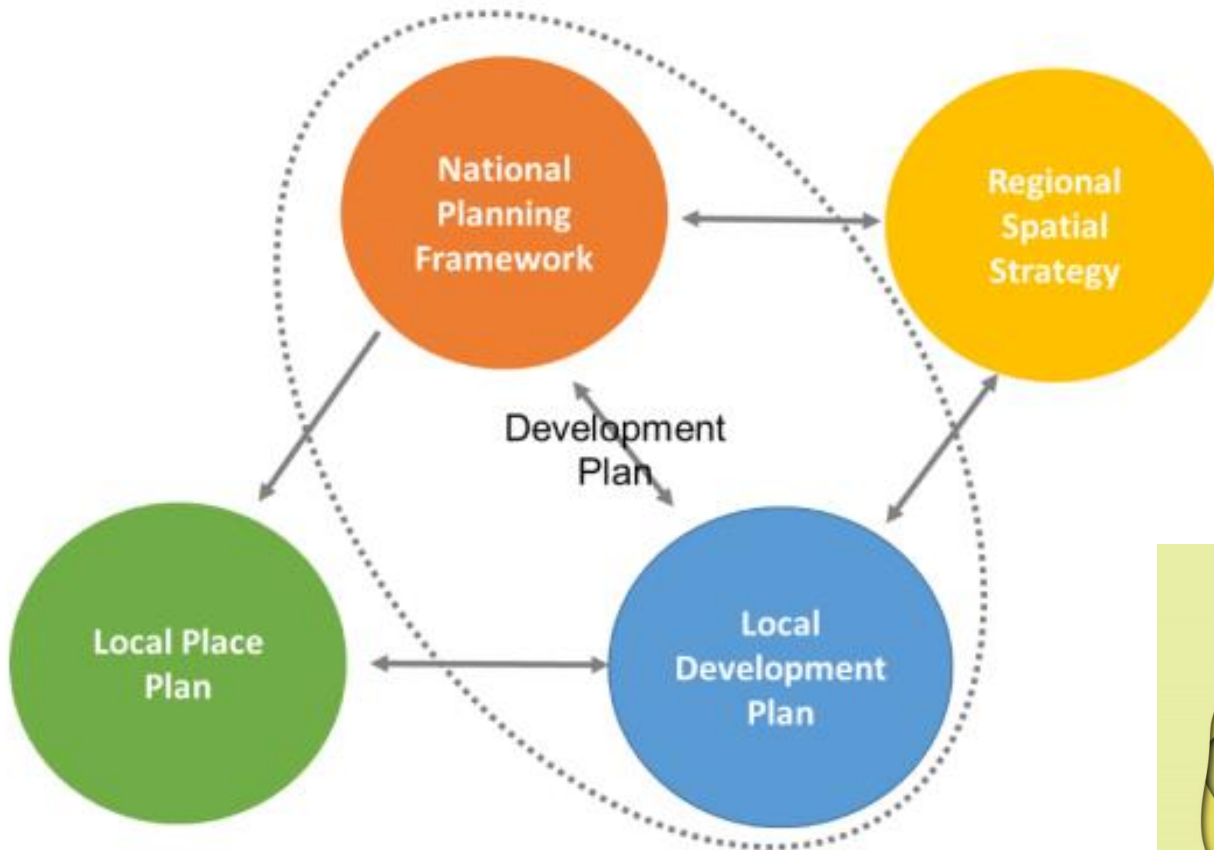 National
Planning
Framework
Regional
Spatial
Strategy
Development
Plan
Local Place
Plan
Local
Development
Plan